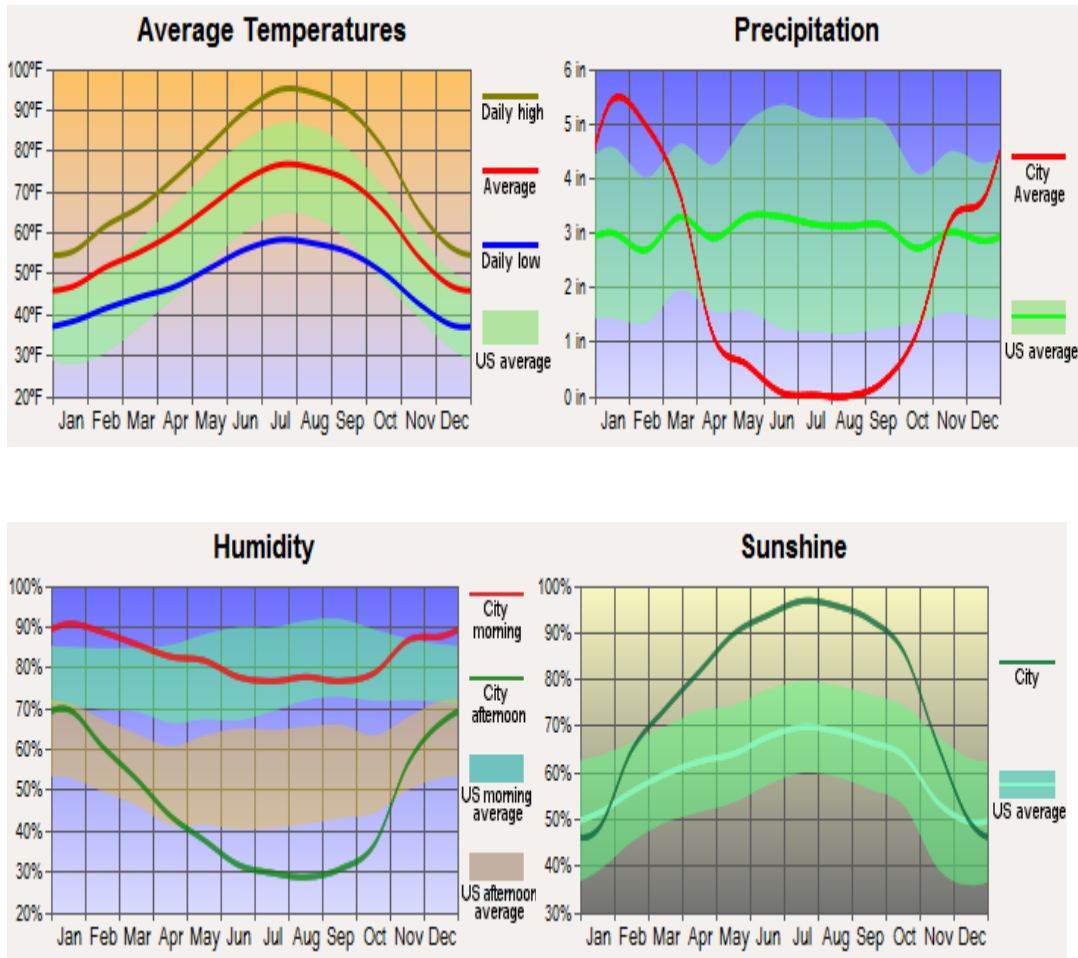 Average Temperatures
100ºF
90ºF
80ºF
70ºF
60ºF
50ºF
40ºF
30ºF
20ºF
Jan Feb Mar Apr May Jun Jul Aug Sep Oct Nov Dec
Daily high
Average
Daily low
US average
Precipitation
6 in
5 in
4 in
3 in
2 in
1 in
0 in
Jan Feb Mar Apr May Jun Jul Aug Sep Oct Nov Dec
City
Average
US average
Humidity
100%
90%
80%
70%
60%
50%
40%
30%
20%
Jan Feb Mar Apr May Jun Jul Aug Sep Oct Nov Dec
City
morning
City
afternoon
US morning
average
US afternoon
average
Sunshine
100%
90%
80%
70%
60%
50%
40%
30%
Jan Feb Mar Apr May Jun Jul Aug Sep Oct Nov Dec
City
US average